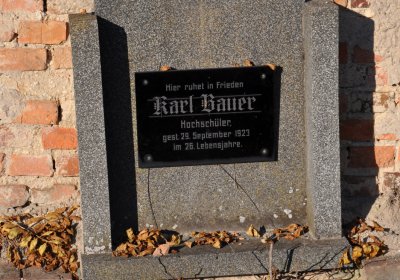 Hier ruhet in Frieden
Karl Bauer
Hochschüler,
gest. 29. September 1923
im 26. Lebensjahre.